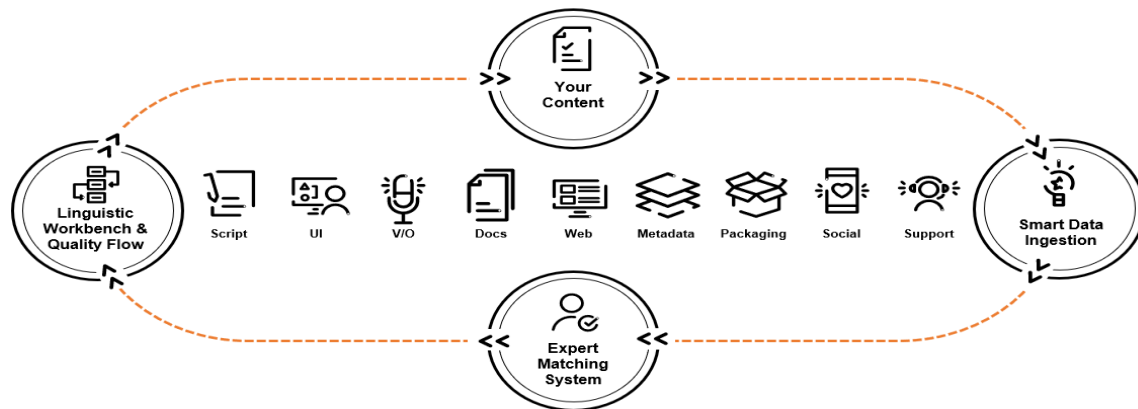 Your
Content
Linguistic
Workbench &
Quality Flow
Script
UI
V/O
Docs
Web
Metadata
Packaging
Social
Support
Smart Data
Ingestion
Expert
Matching
System